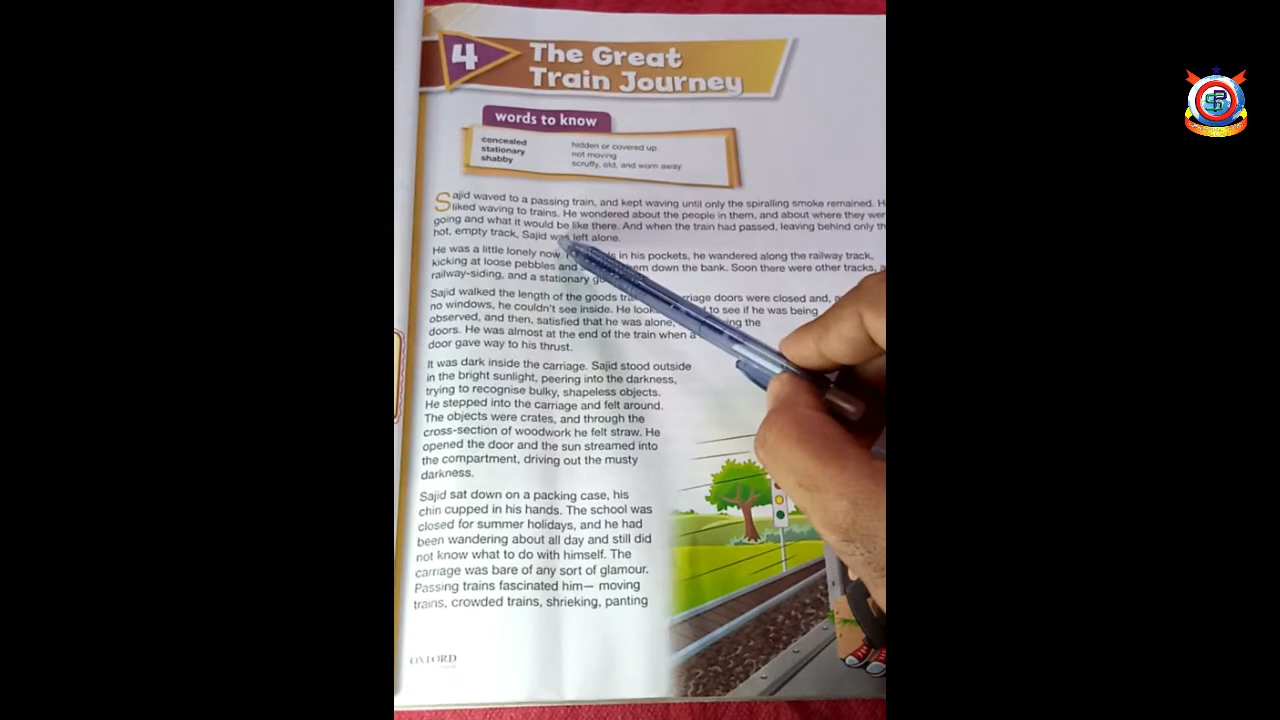 4
The Great
Train Journey
words to know
concealed hidden or covered up
stationary not moving
shabby scruffy, old, and worn away
Sajid waved to a passing train, and kept waving until only the spiralling smoke remained. H
liked waving to trains. He wondered about the people in them, and about where they wer
going and what it would be like there. And when the train had passed, leaving behind only th
hot, empty track, Sajid was left alone.
He was a little lonely now. in his pockets, he wandered along the railway track,
kicking at loose pebbles and them down the bank. Soon there were other tracks, a
railway-siding, and a stationary
Sajid walked the length of the goods carriage doors were closed and,
no windows, he couldn't see inside. He to see if he was being
observed, and then, satisfied that he was alone, the
doors. He was almost at the end of the train when a
door gave way to his thrust.
It was dark inside the carriage. Sajid stood outside
in the bright sunlight, peering into the darkness,
trying to recognise bulky, shapeless objects.
He stepped into the carriage and felt around.
The objects were crates, and through the
cross-section of woodwork he felt straw. He
opened the door and the sun streamed into
the compartment, driving out the musty
darkness.
Sajid sat down on a packing case, his
chin cupped in his hands. The school was
closed for summer holidays, and he had
been wandering about all day and still did
not know what to do with himself. The
carriage was bare of any sort of glamour.
Passing trains fascinated him— moving
trains, crowded trains, shrieking, panting
OXFORD